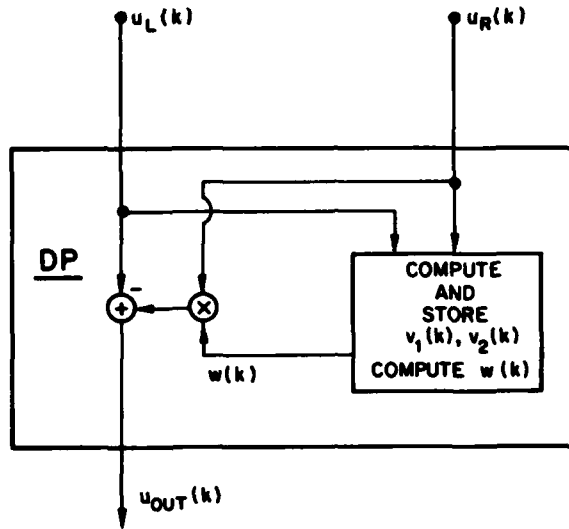 u_L(k)
u_R(k)
DP
COMPUTE
AND
STORE
v_1(k), v_2(k)
COMPUTE w(k)
-
+
×
w(k)
u_OUT(k)